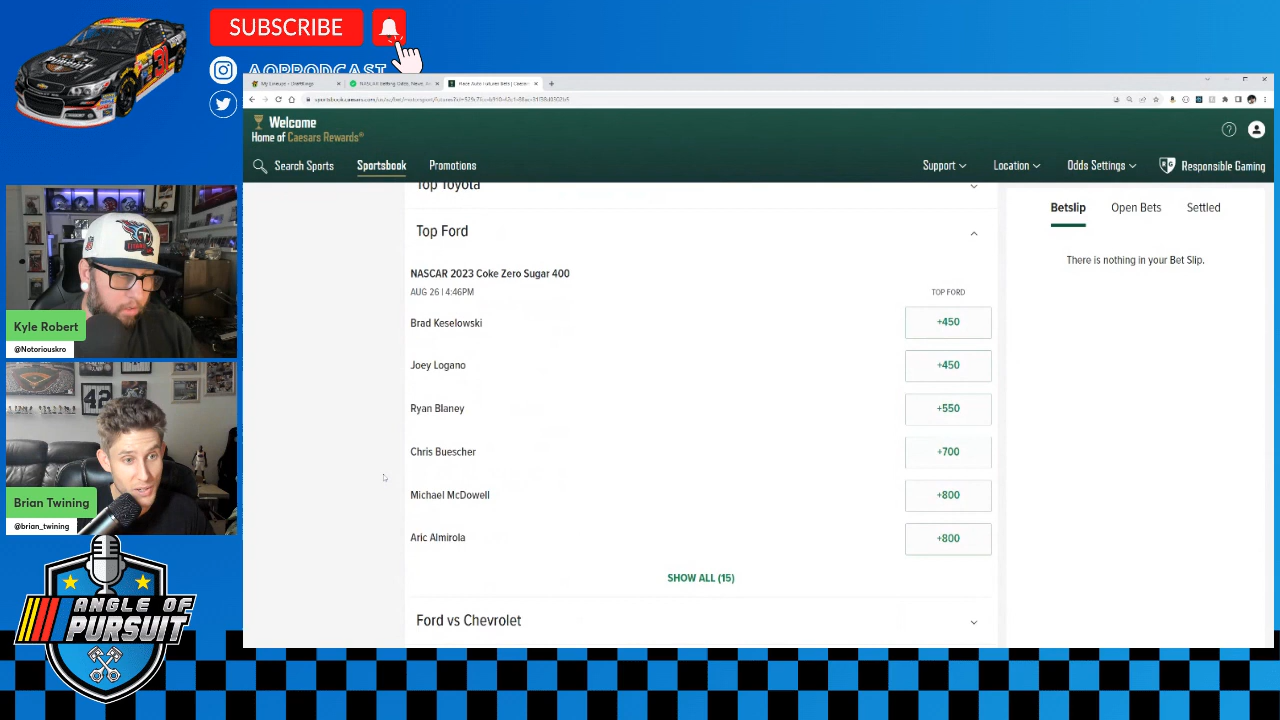 SUBSCRIBE
AOPPODCAST
Welcome
Home of Caesars Rewards®
Search Sports
Sportsbook
Promotions
Support
Location
Odds Settings
RG
Responsible Gaming
Top Toyota
Top Ford
NASCAR 2023 Coke Zero Sugar 400
AUG 26 | 4:46PM
TOP FORD
Brad Keselowski
+450
Joey Logano
+450
Ryan Blaney
+550
Chris Buescher
+700
Michael McDowell
+800
Aric Almirola
+800
SHOW ALL (15)
Ford vs Chevrolet
Betslip
Open Bets
Settled
There is nothing in your Bet Slip.
Kyle Robert
@Notoriouskro
42
Brian Twining
@brian_twining
ANGLE OF
PURSUIT